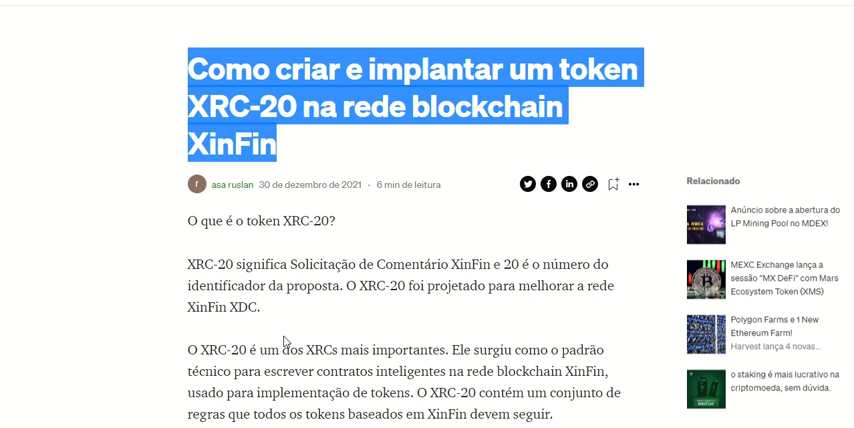 Como criar e implantar um token
XRC-20 na rede blockchain
XinFin
r
asa ruslan 30 de dezembro de 2021 · 6 min de leitura
O que é o token XRC-20?
XRC-20 significa Solicitação de Comentário XinFin e 20 é o número do
identificador da proposta. O XRC-20 foi projetado para melhorar a rede
XinFin XDC.
O XRC-20 é um dos XRCs mais importantes. Ele surgiu como o padrão
técnico para escrever contratos inteligentes na rede blockchain XinFin,
usado para implementação de tokens. O XRC-20 contém um conjunto de
regras que todos os tokens baseados em XinFin devem seguir.
Relacionado
Anúncio sobre a abertura do
LP Mining Pool no MDEX!
MEXC Exchange lança a
sessão "MX DeFi" com Mars
Ecosystem Token (XMS)
Polygon Farms e 1 New
Ethereum Farm!
Harvest lança 4 novas...
o staking é mais lucrativo na
criptomoeda, sem dúvida.